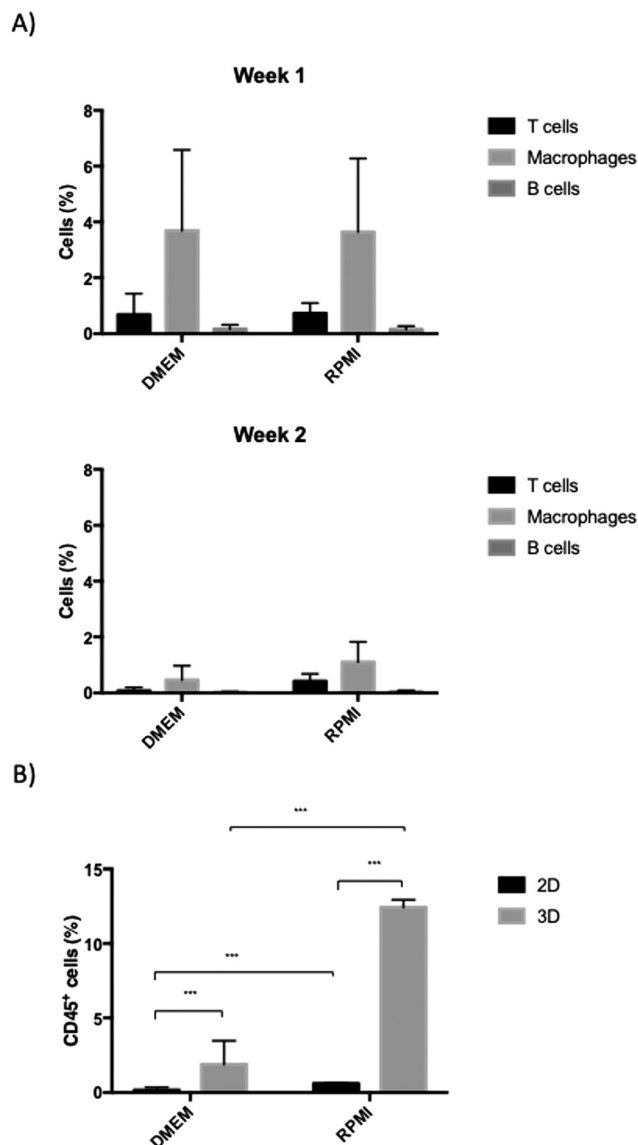 A)
Week 1
8
6
4
2
0
Cells (%)
DMEM
RPMI
T cells
Macrophages
B cells
Week 2
8
6
4
2
0
Cells (%)
DMEM
RPMI
T cells
Macrophages
B cells
B)
***
***
***
***
15
10
5
0
CD45+ cells (%)
DMEM
RPMI
2D
3D